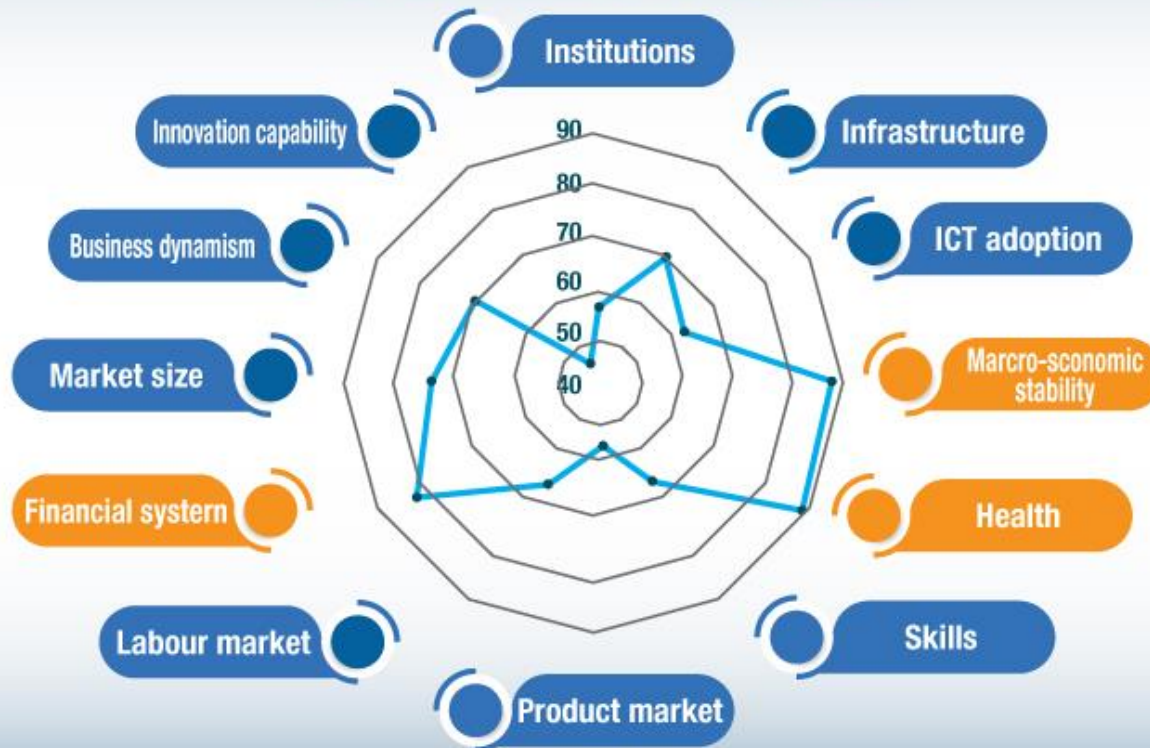 Institutions
Innovation capability
Infrastructure
90
80
70
60
50
40
Business dynamism
ICT adoption
Market size
Marcro-sconomic
stability
Financial systern
Health
Labour market
Skills
Product market